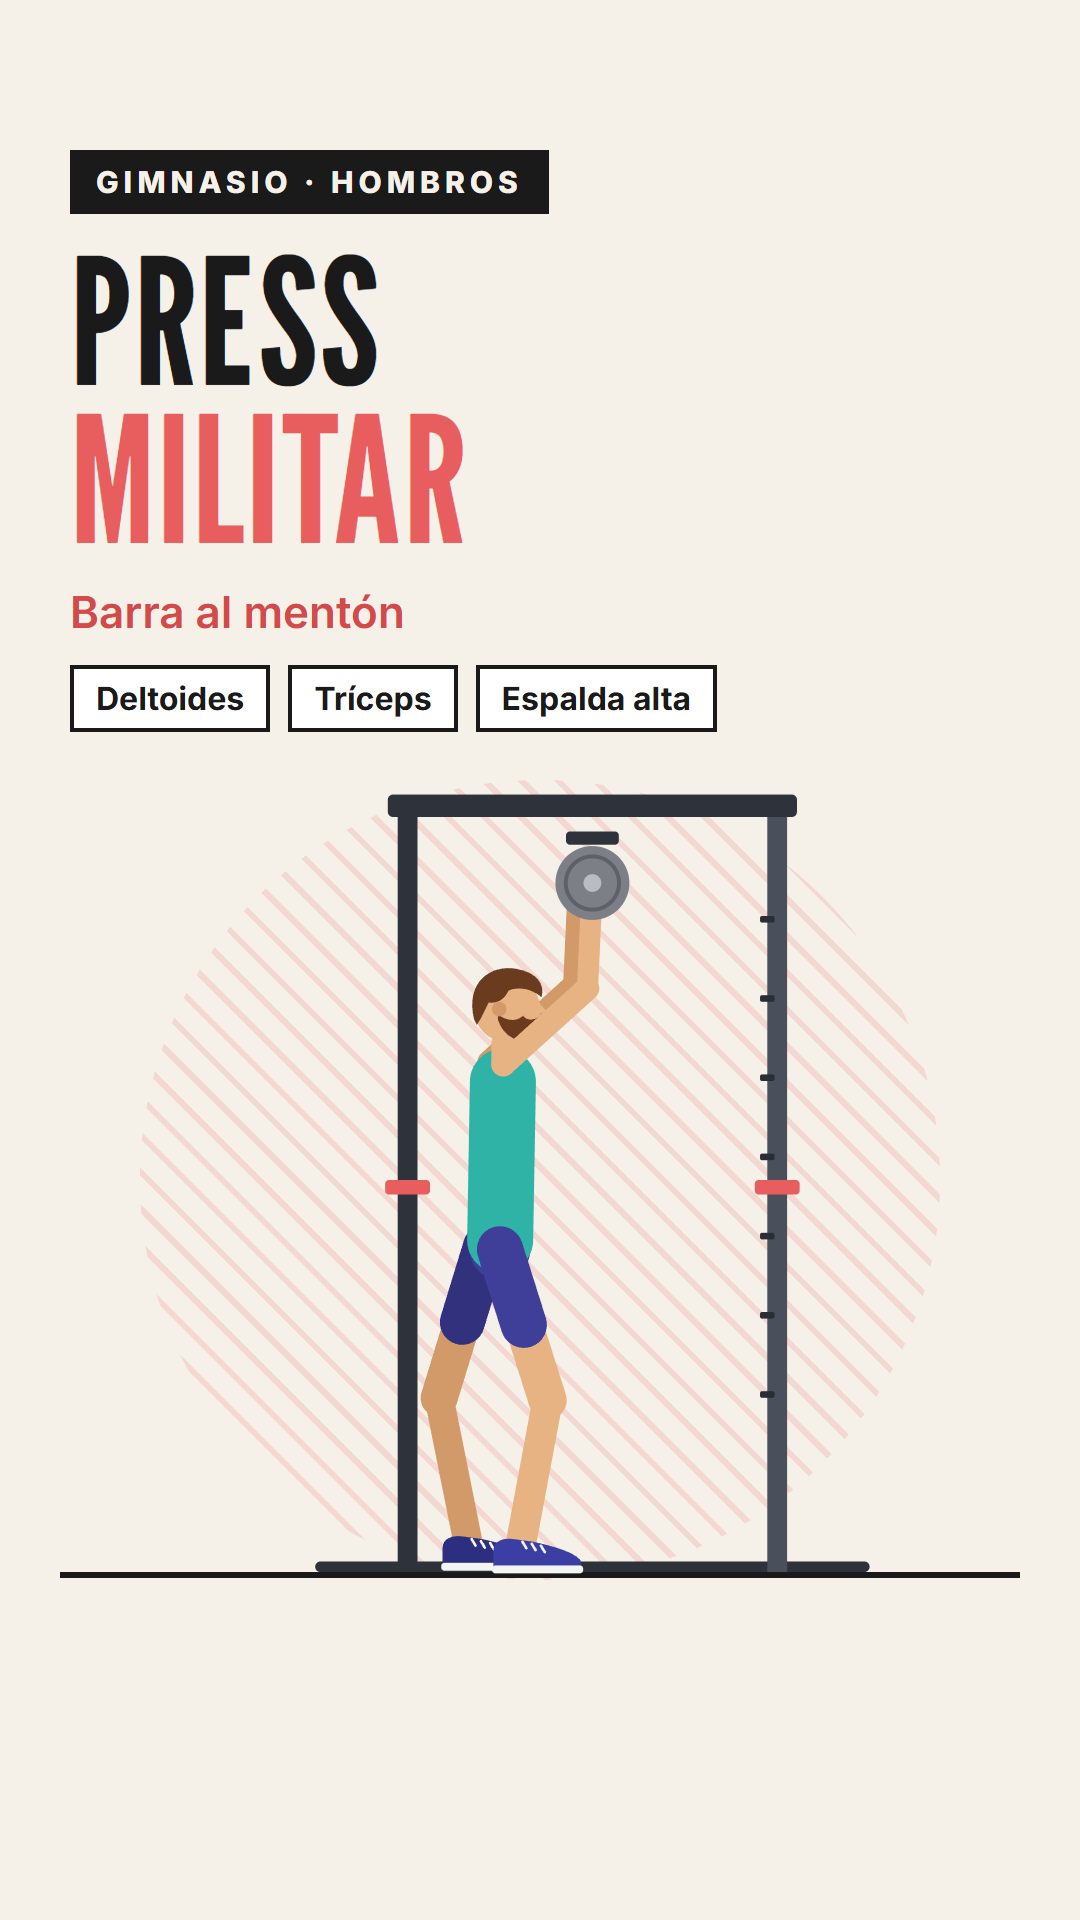 GIMNASIO · HOMBROS
PRESS
MILITAR
Barra al mentón
Deltoides Tríceps Espalda alta